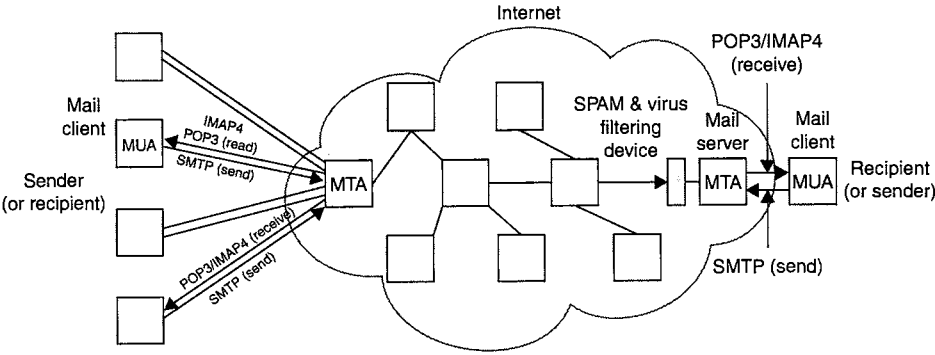 Internet
POP3/IMAP4
(receive)
Mail
client
MUA
IMAP4
POP3 (read)
SMTP (send)
Sender
(or recipient)
POP3/IMAP4 (receive)
SMTP (send)
MTA
SPAM & virus
filtering
device
Mail
server
MTA
Mail
client
MUA
Recipient
(or sender)
SMTP (send)